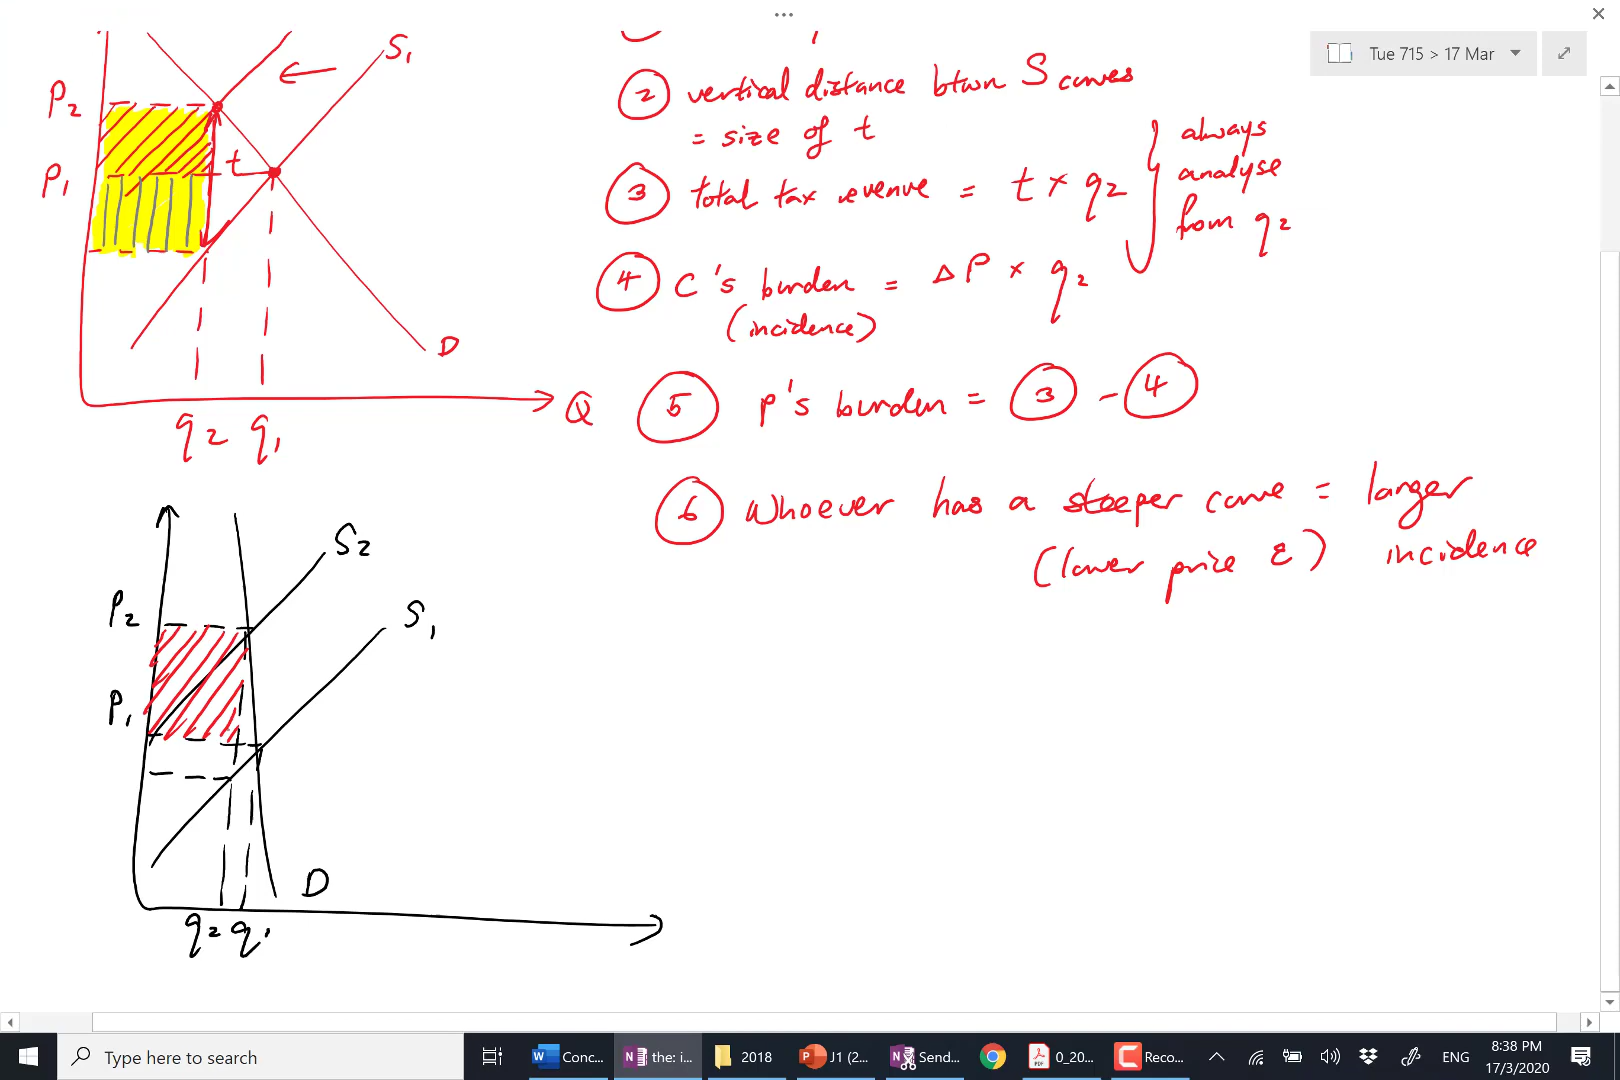 Tue 715 > 17 Mar
S₁
P₂
P₁
t
D
Q
q₂ q₁
② vertical distance btwn S curves
= size of t
③ total tax revenue = t × q₂
always
analyse
from q₂
④ C's burden = ΔP × q₂
(incidence)
⑤ P's burden = ③ - ④
⑥ Whoever has a steeper curve = larger
(lower price ε) incidence
S₂
S₁
P₂
P₁
D
q₂ q₁
Type here to search
Conc...
the: i...
2018
J1 (2...
Send...
0_20...
Reco...
ENG
8:38 PM
17/3/2020